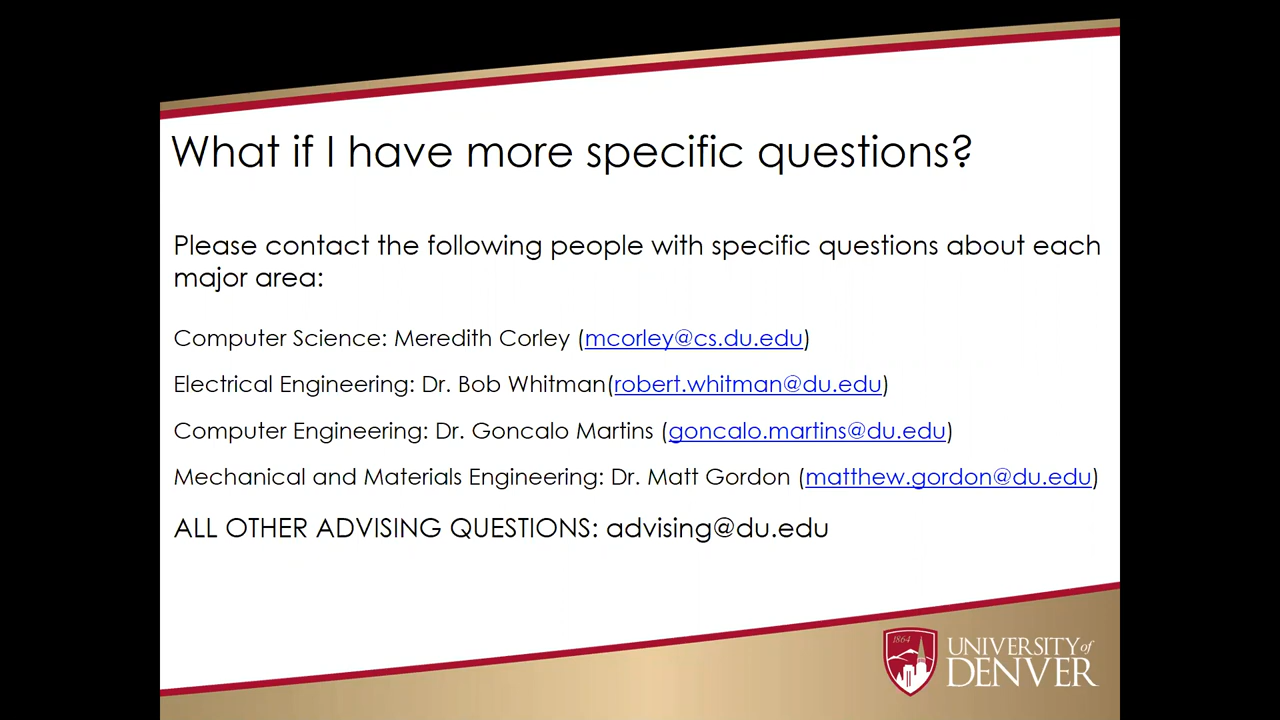 What if I have more specific questions?
Please contact the following people with specific questions about each
major area:
Computer Science: Meredith Corley (mcorley@cs.du.edu)
Electrical Engineering: Dr. Bob Whitman(robert.whitman@du.edu)
Computer Engineering: Dr. Goncalo Martins (goncalo.martins@du.edu)
Mechanical and Materials Engineering: Dr. Matt Gordon (matthew.gordon@du.edu)
ALL OTHER ADVISING QUESTIONS: advising@du.edu
1864
UNIVERSITY of
DENVER